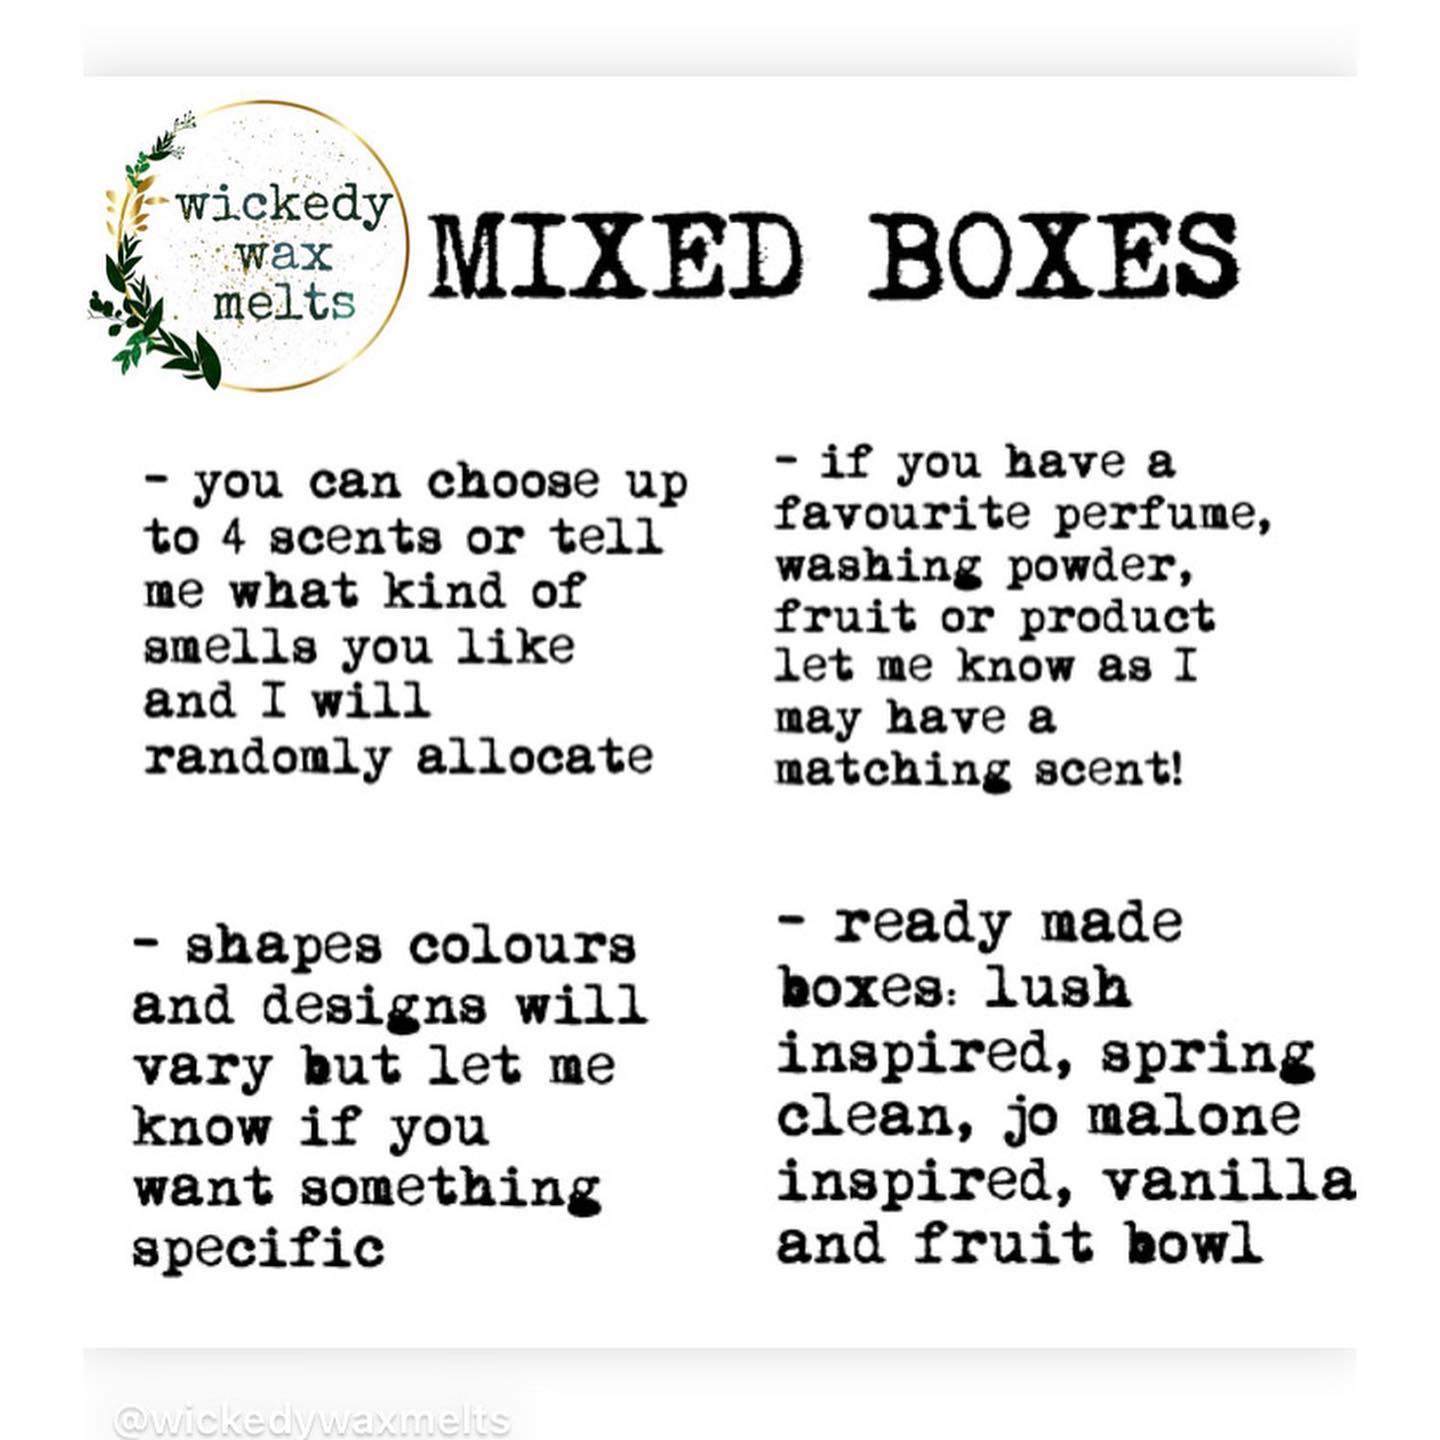 wickedy
wax
melts
MIXED BOXES
- you can choose up
to 4 scents or tell
me what kind of
smells you like
and I will
randomly allocate
- if you have a
favourite perfume,
washing powder,
fruit or product
let me know as I
may have a
matching scent!
- shapes colours
and designs will
vary but let me
know if you
want something
specific
- ready made
boxes: lush
inspired, spring
clean, jo malone
inspired, vanilla
and fruit bowl
@wickedywaxmelts